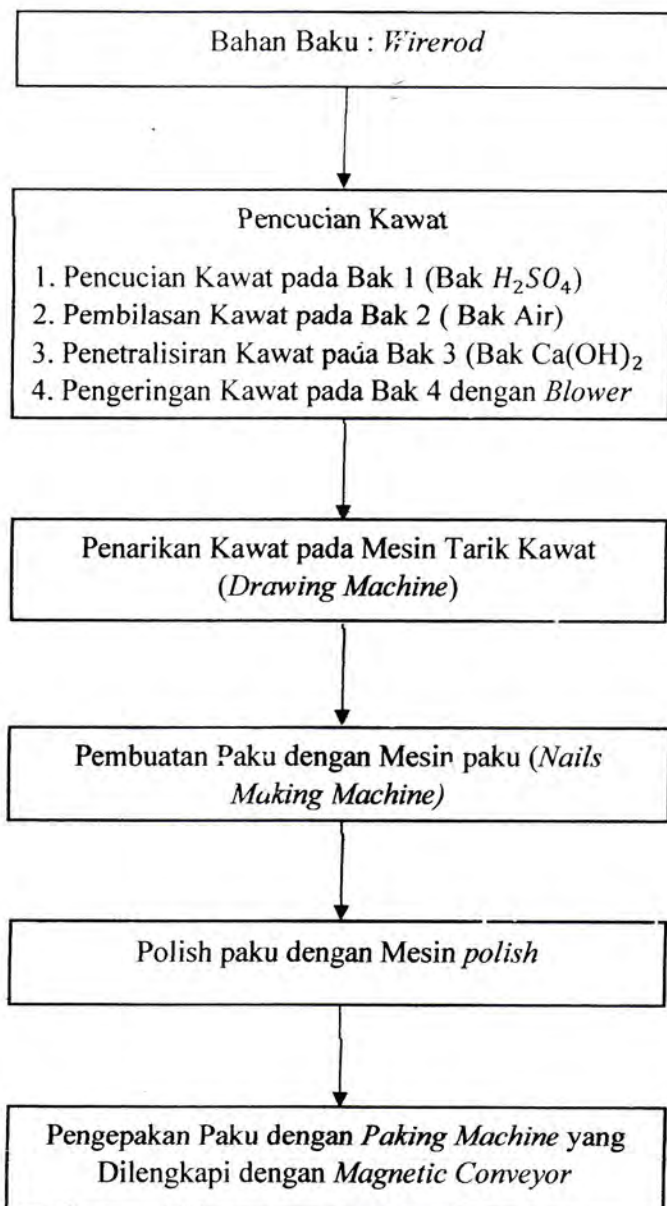 Bahan Baku : Wirerod
Pencucian Kawat
1. Pencucian Kawat pada Bak 1 (Bak H₂SO₄)
2. Pembilasan Kawat pada Bak 2 ( Bak Air)
3. Penetralisiran Kawat pada Bak 3 (Bak Ca(OH)₂
4. Pengeringan Kawat pada Bak 4 dengan Blower
Penarikan Kawat pada Mesin Tarik Kawat
(Drawing Machine)
Pembuatan Paku dengan Mesin paku (Nails
Making Machine)
Polish paku dengan Mesin polish
Pengepakan Paku dengan Paking Machine yang
Dilengkapi dengan Magnetic Conveyor